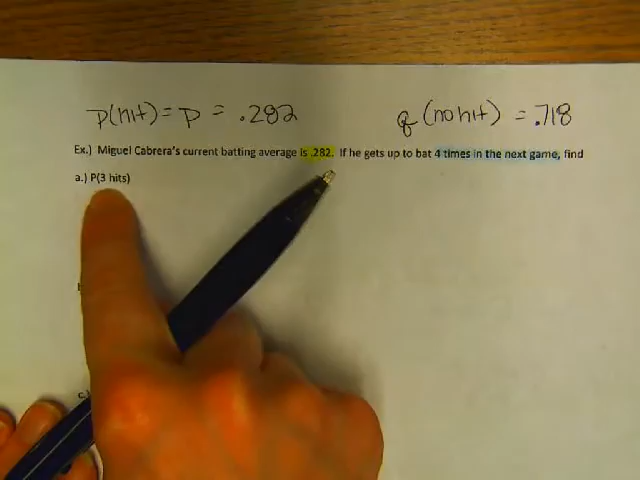 P(hit) = P = .282 q (no hit) = .718
Ex.) Miguel Cabrera's current batting average is .282. If he gets up to bat 4 times in the next game, find
a.) P(3 hits)